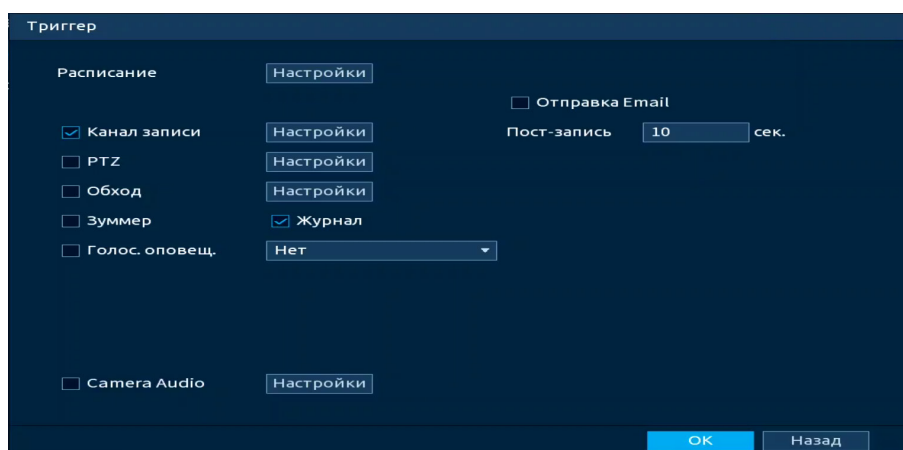 Триггер
Расписание Настройки
Отправка Email
Канал записи Настройки Пост-запись 10 сек.
PTZ Настройки
Обход Настройки
Зуммер Журнал
Голос. оповещ. Нет
Camera Audio Настройки
OK Назад